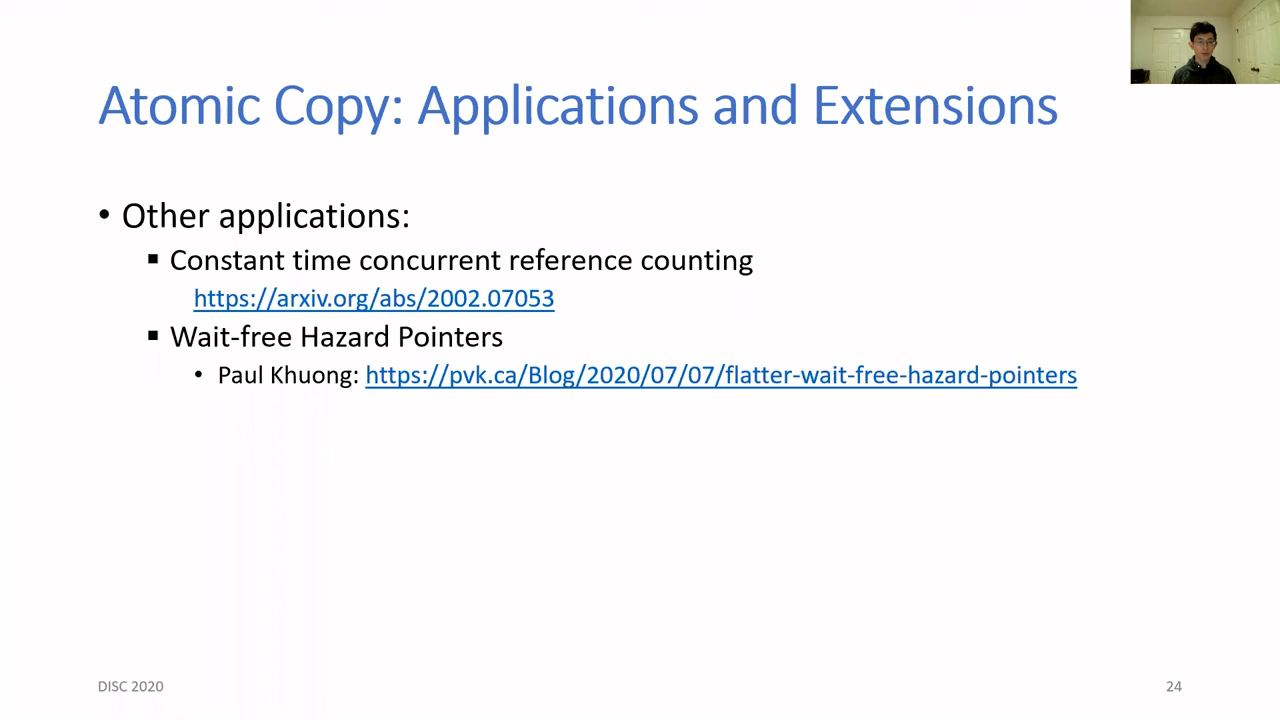 Atomic Copy: Applications and Extensions
• Other applications:
▪ Constant time concurrent reference counting
https://arxiv.org/abs/2002.07053
▪ Wait-free Hazard Pointers
• Paul Khuong: https://pvk.ca/Blog/2020/07/07/flatter-wait-free-hazard-pointers
DISC 2020
24